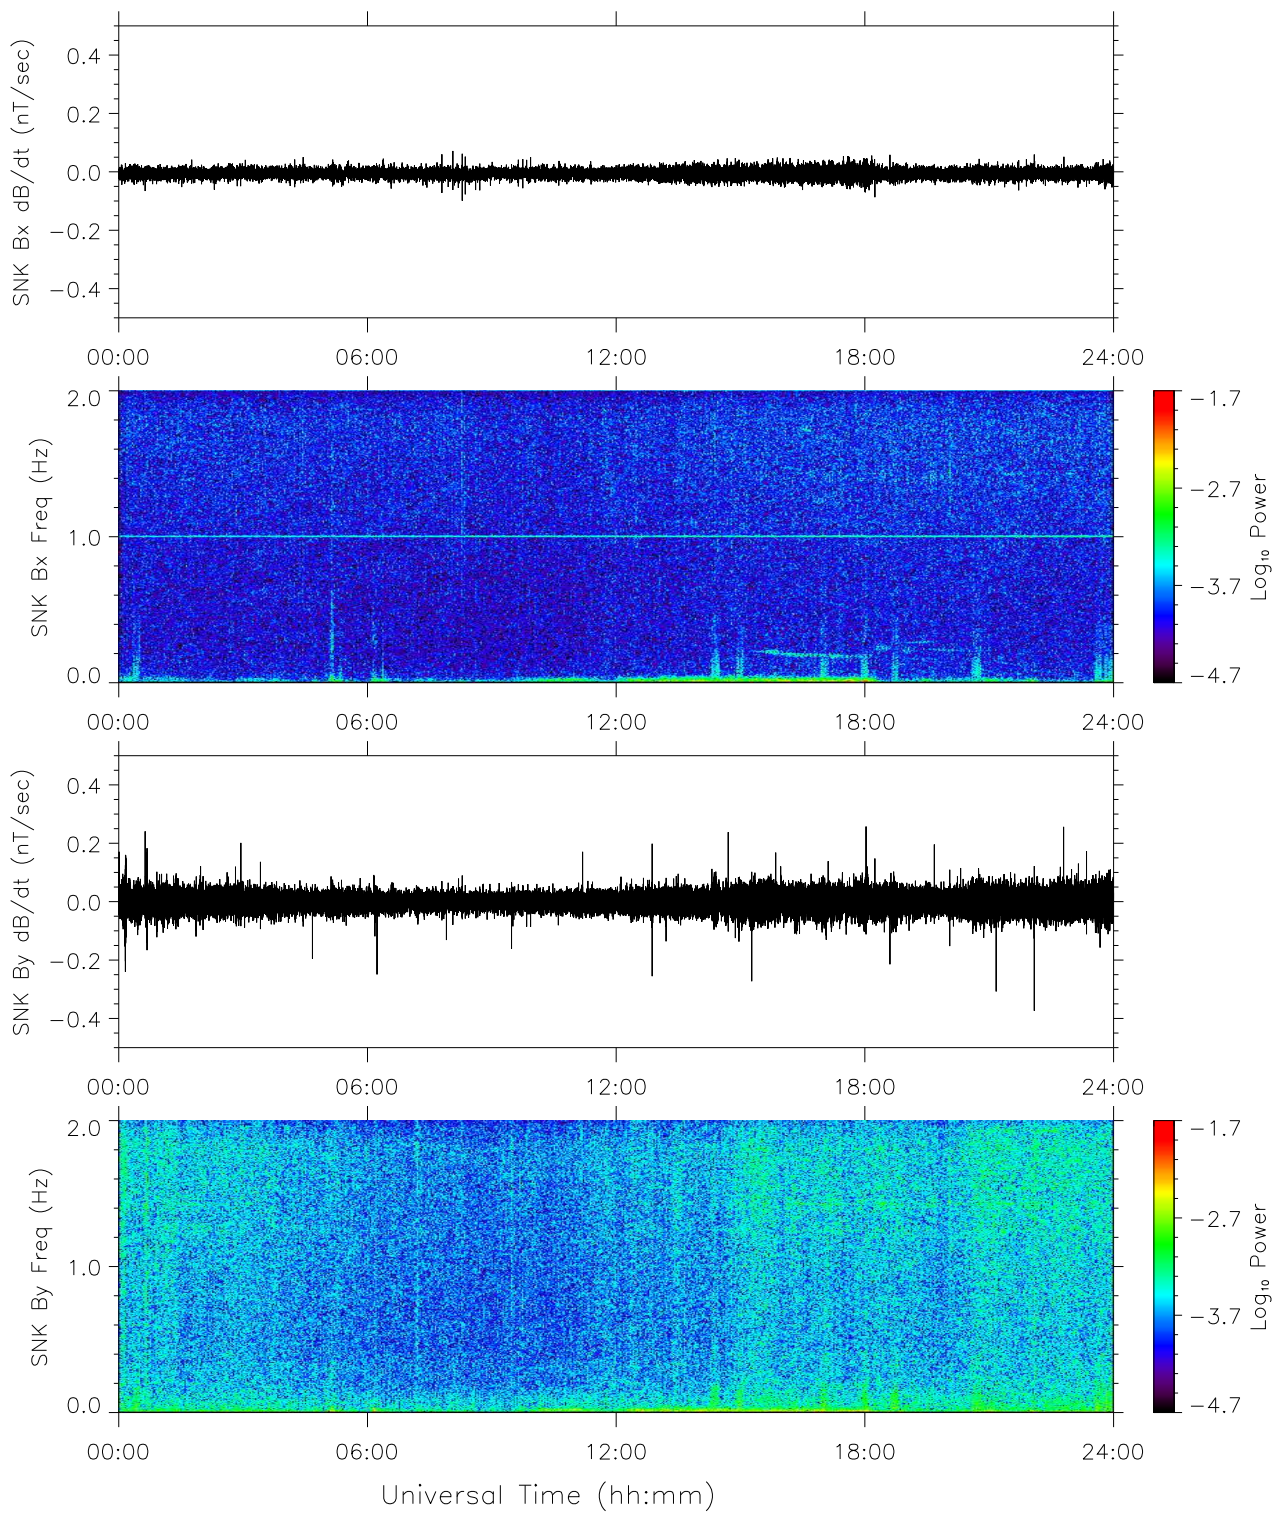 SNK Bx dB/dt (nT/sec)
0.4
0.2
0.0
−0.2
−0.4
00:00 06:00 12:00 18:00 24:00
SNK Bx Freq (Hz)
2.0
1.0
0.0
−1.7
−2.7
−3.7
−4.7
Log10 Power
00:00 06:00 12:00 18:00 24:00
SNK By dB/dt (nT/sec)
0.4
0.2
0.0
−0.2
−0.4
00:00 06:00 12:00 18:00 24:00
SNK By Freq (Hz)
2.0
1.0
0.0
−1.7
−2.7
−3.7
−4.7
Log10 Power
00:00 06:00 12:00 18:00 24:00
Universal Time (hh:mm)